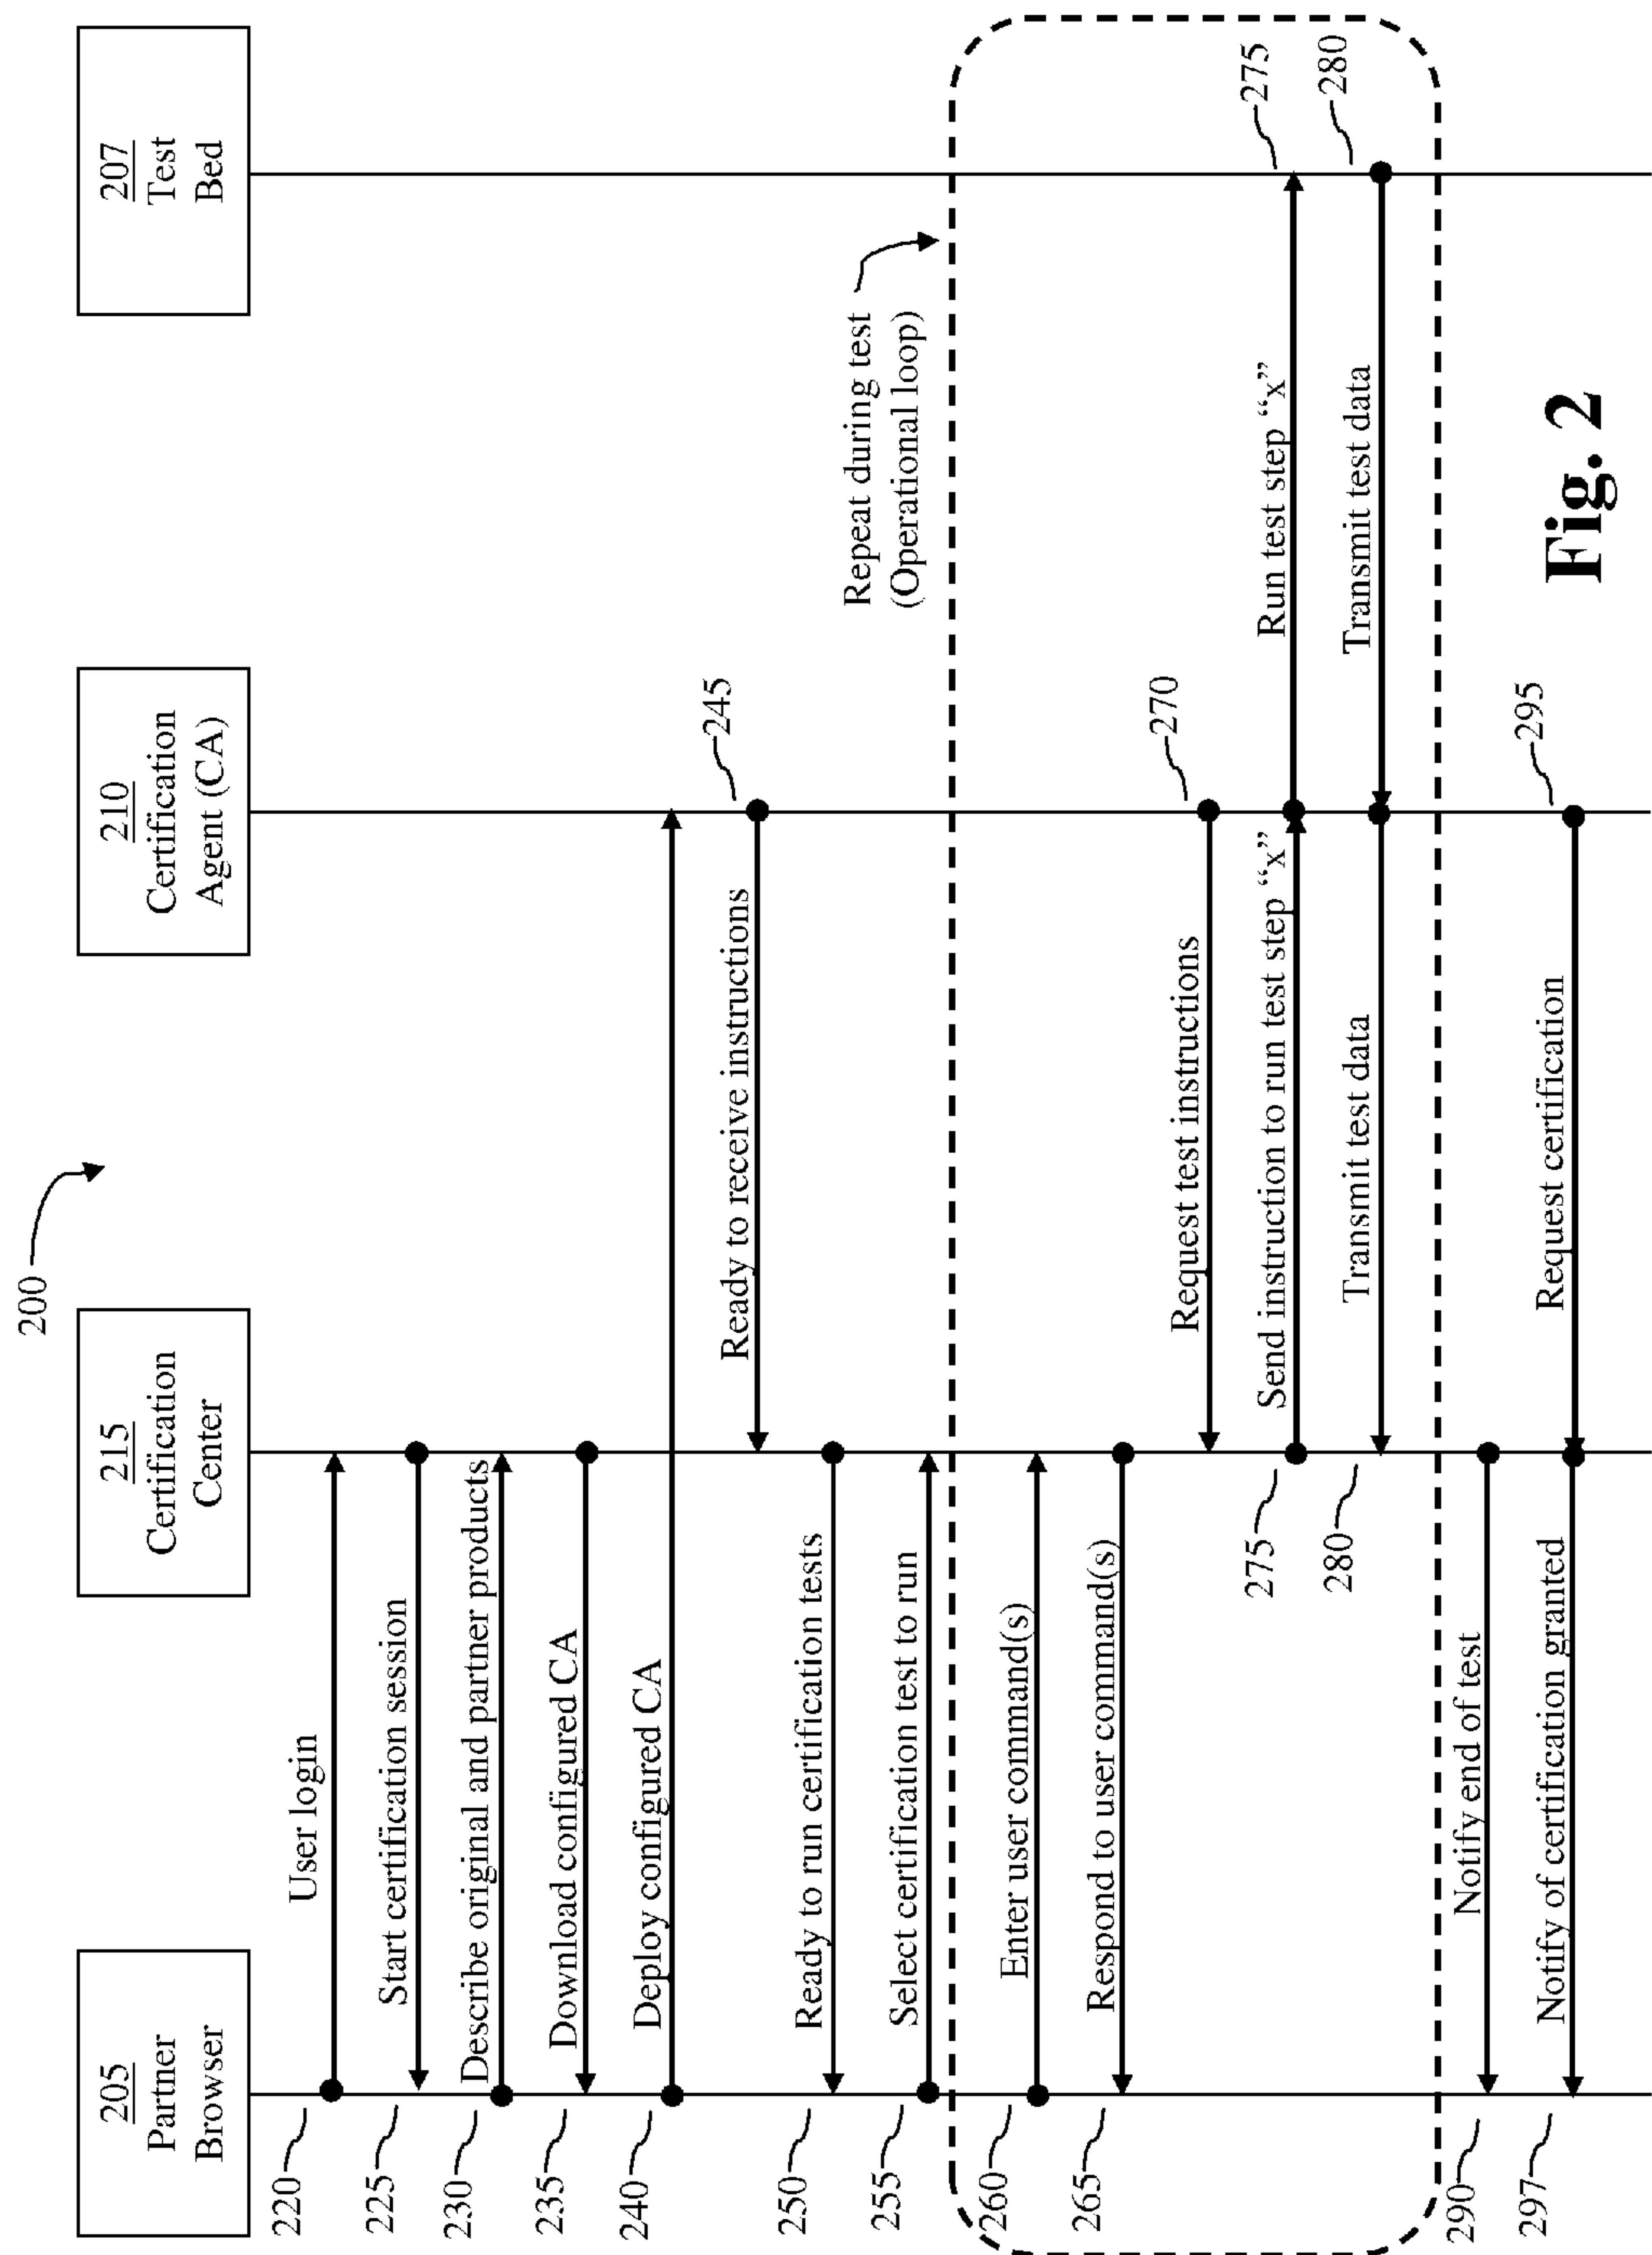 200
205
Partner
Browser
215
Certification
Center
210
Certification
Agent (CA)
207
Test
Bed
220
User login
225
Start certification session
230
Describe original and partner products
235
Download configured CA
240
Deploy configured CA
245
Ready to receive instructions
250
Ready to run certification tests
255
Select certification test to run
Repeat during test
(Operational loop)
260
Enter user command(s)
265
Respond to user command(s)
270
Request test instructions
275
Send instruction to run test step “x”
Run test step “x”
275
280
Transmit test data
Transmit test data
280
290
Notify end of test
295
Request certification
297
Notify of certification granted
Fig. 2